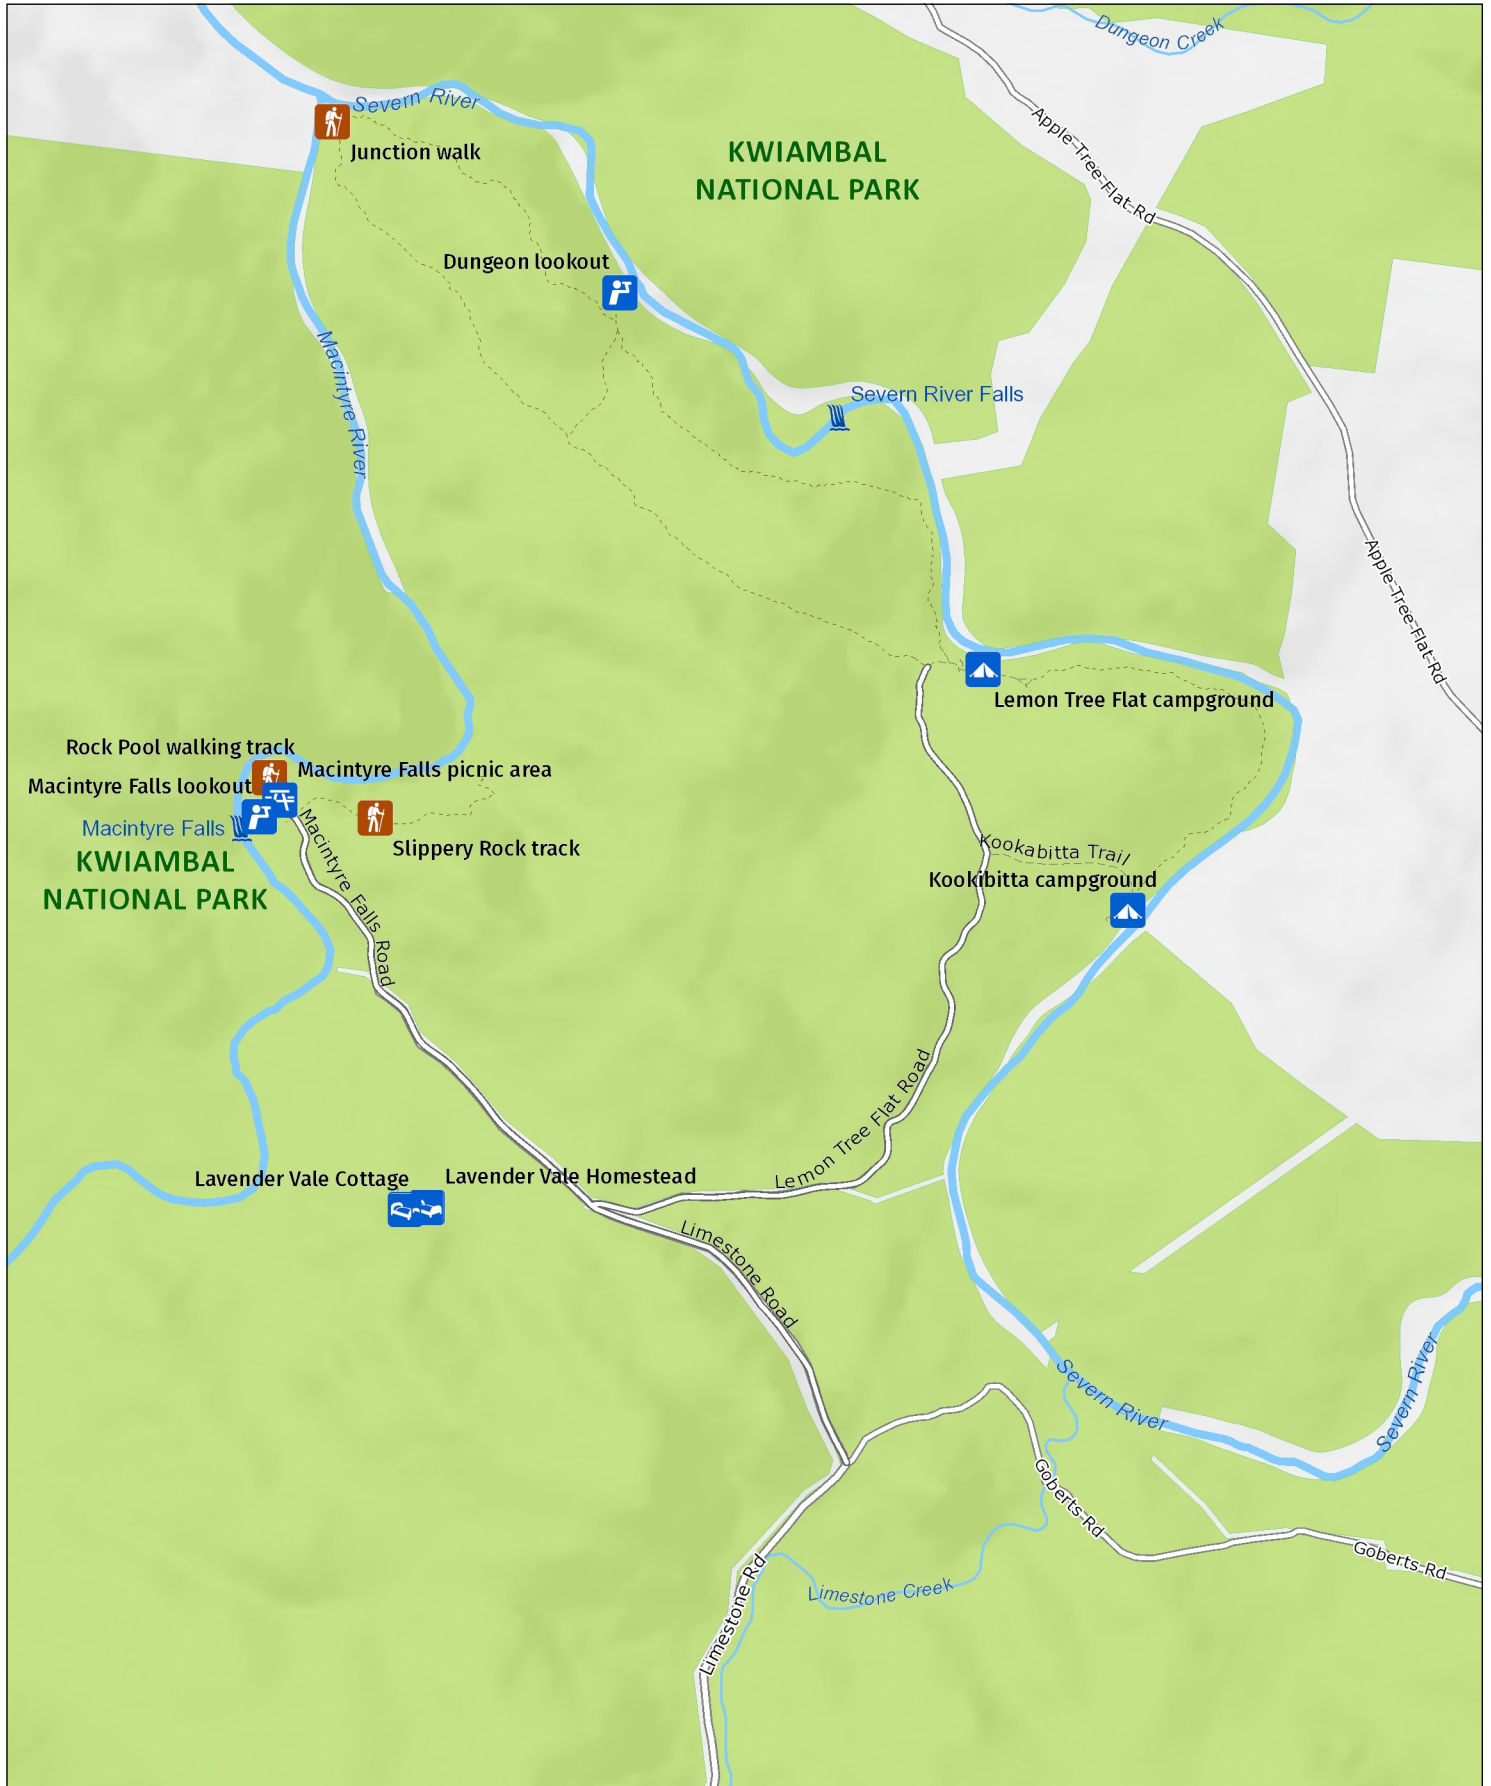 Dungeon Creek
Severn River
Junction walk
KWIAMBAL
NATIONAL PARK
Apple-Tree-Flat-Rd
Dungeon lookout
Macintyre River
Severn River Falls
Apple-Tree-Flat-Rd
Lemon Tree Flat campground
Rock Pool walking track
Macintyre Falls picnic area
Macintyre Falls lookout
Macintyre Falls
Slippery Rock track
KWIAMBAL
NATIONAL PARK
Macintyre Falls Road
Kookabitta Trail
Kookibitta campground
Lemon Tree Flat Road
Lavender Vale Cottage
Lavender Vale Homestead
Limestone Road
Severn River
Severn River
Goberts-Rd
Goberts-Rd
Limestone Creek
Limestone-Rd